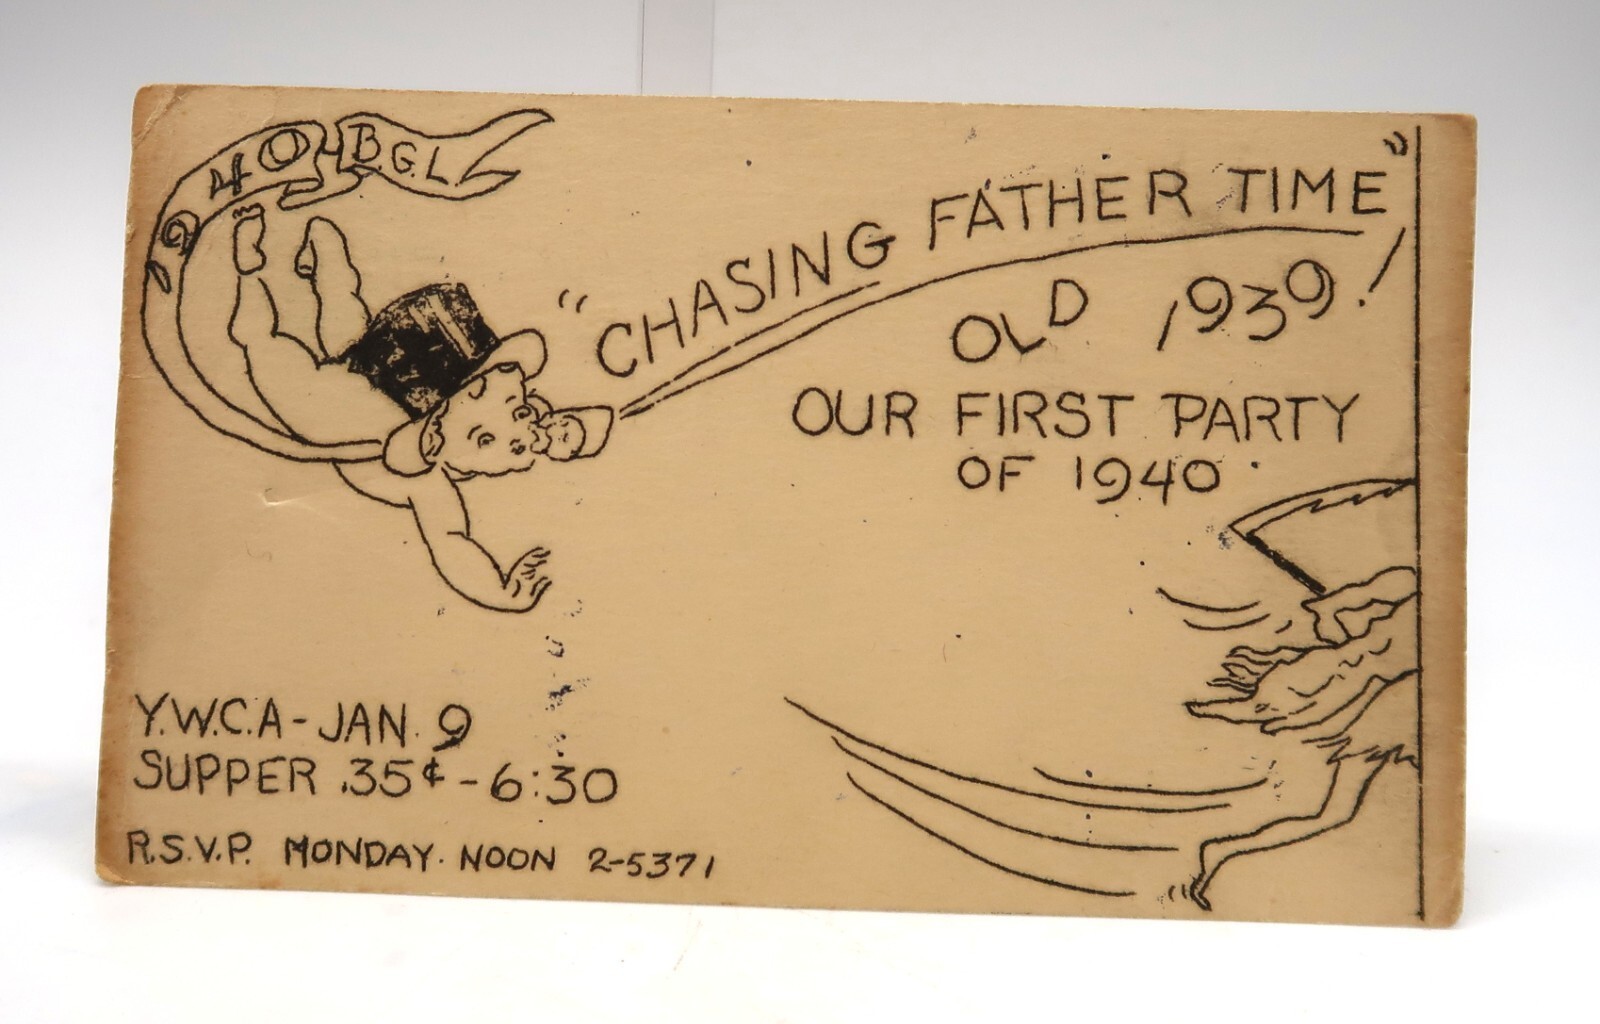 1940 B.G.L.
"CHASING FATHER TIME"
OLD 1939!
OUR FIRST PARTY
OF 1940.
Y.W.C.A - JAN. 9
SUPPER .35¢ - 6:30
R.S.V.P. MONDAY. NOON 2-5371